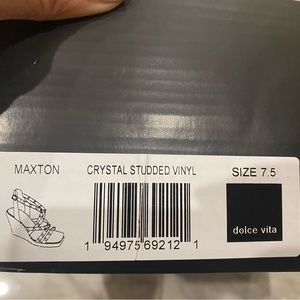 MAXTON CRYSTAL STUDDED VINYL SIZE 7.5
dolce vita
1 94975 69212 1